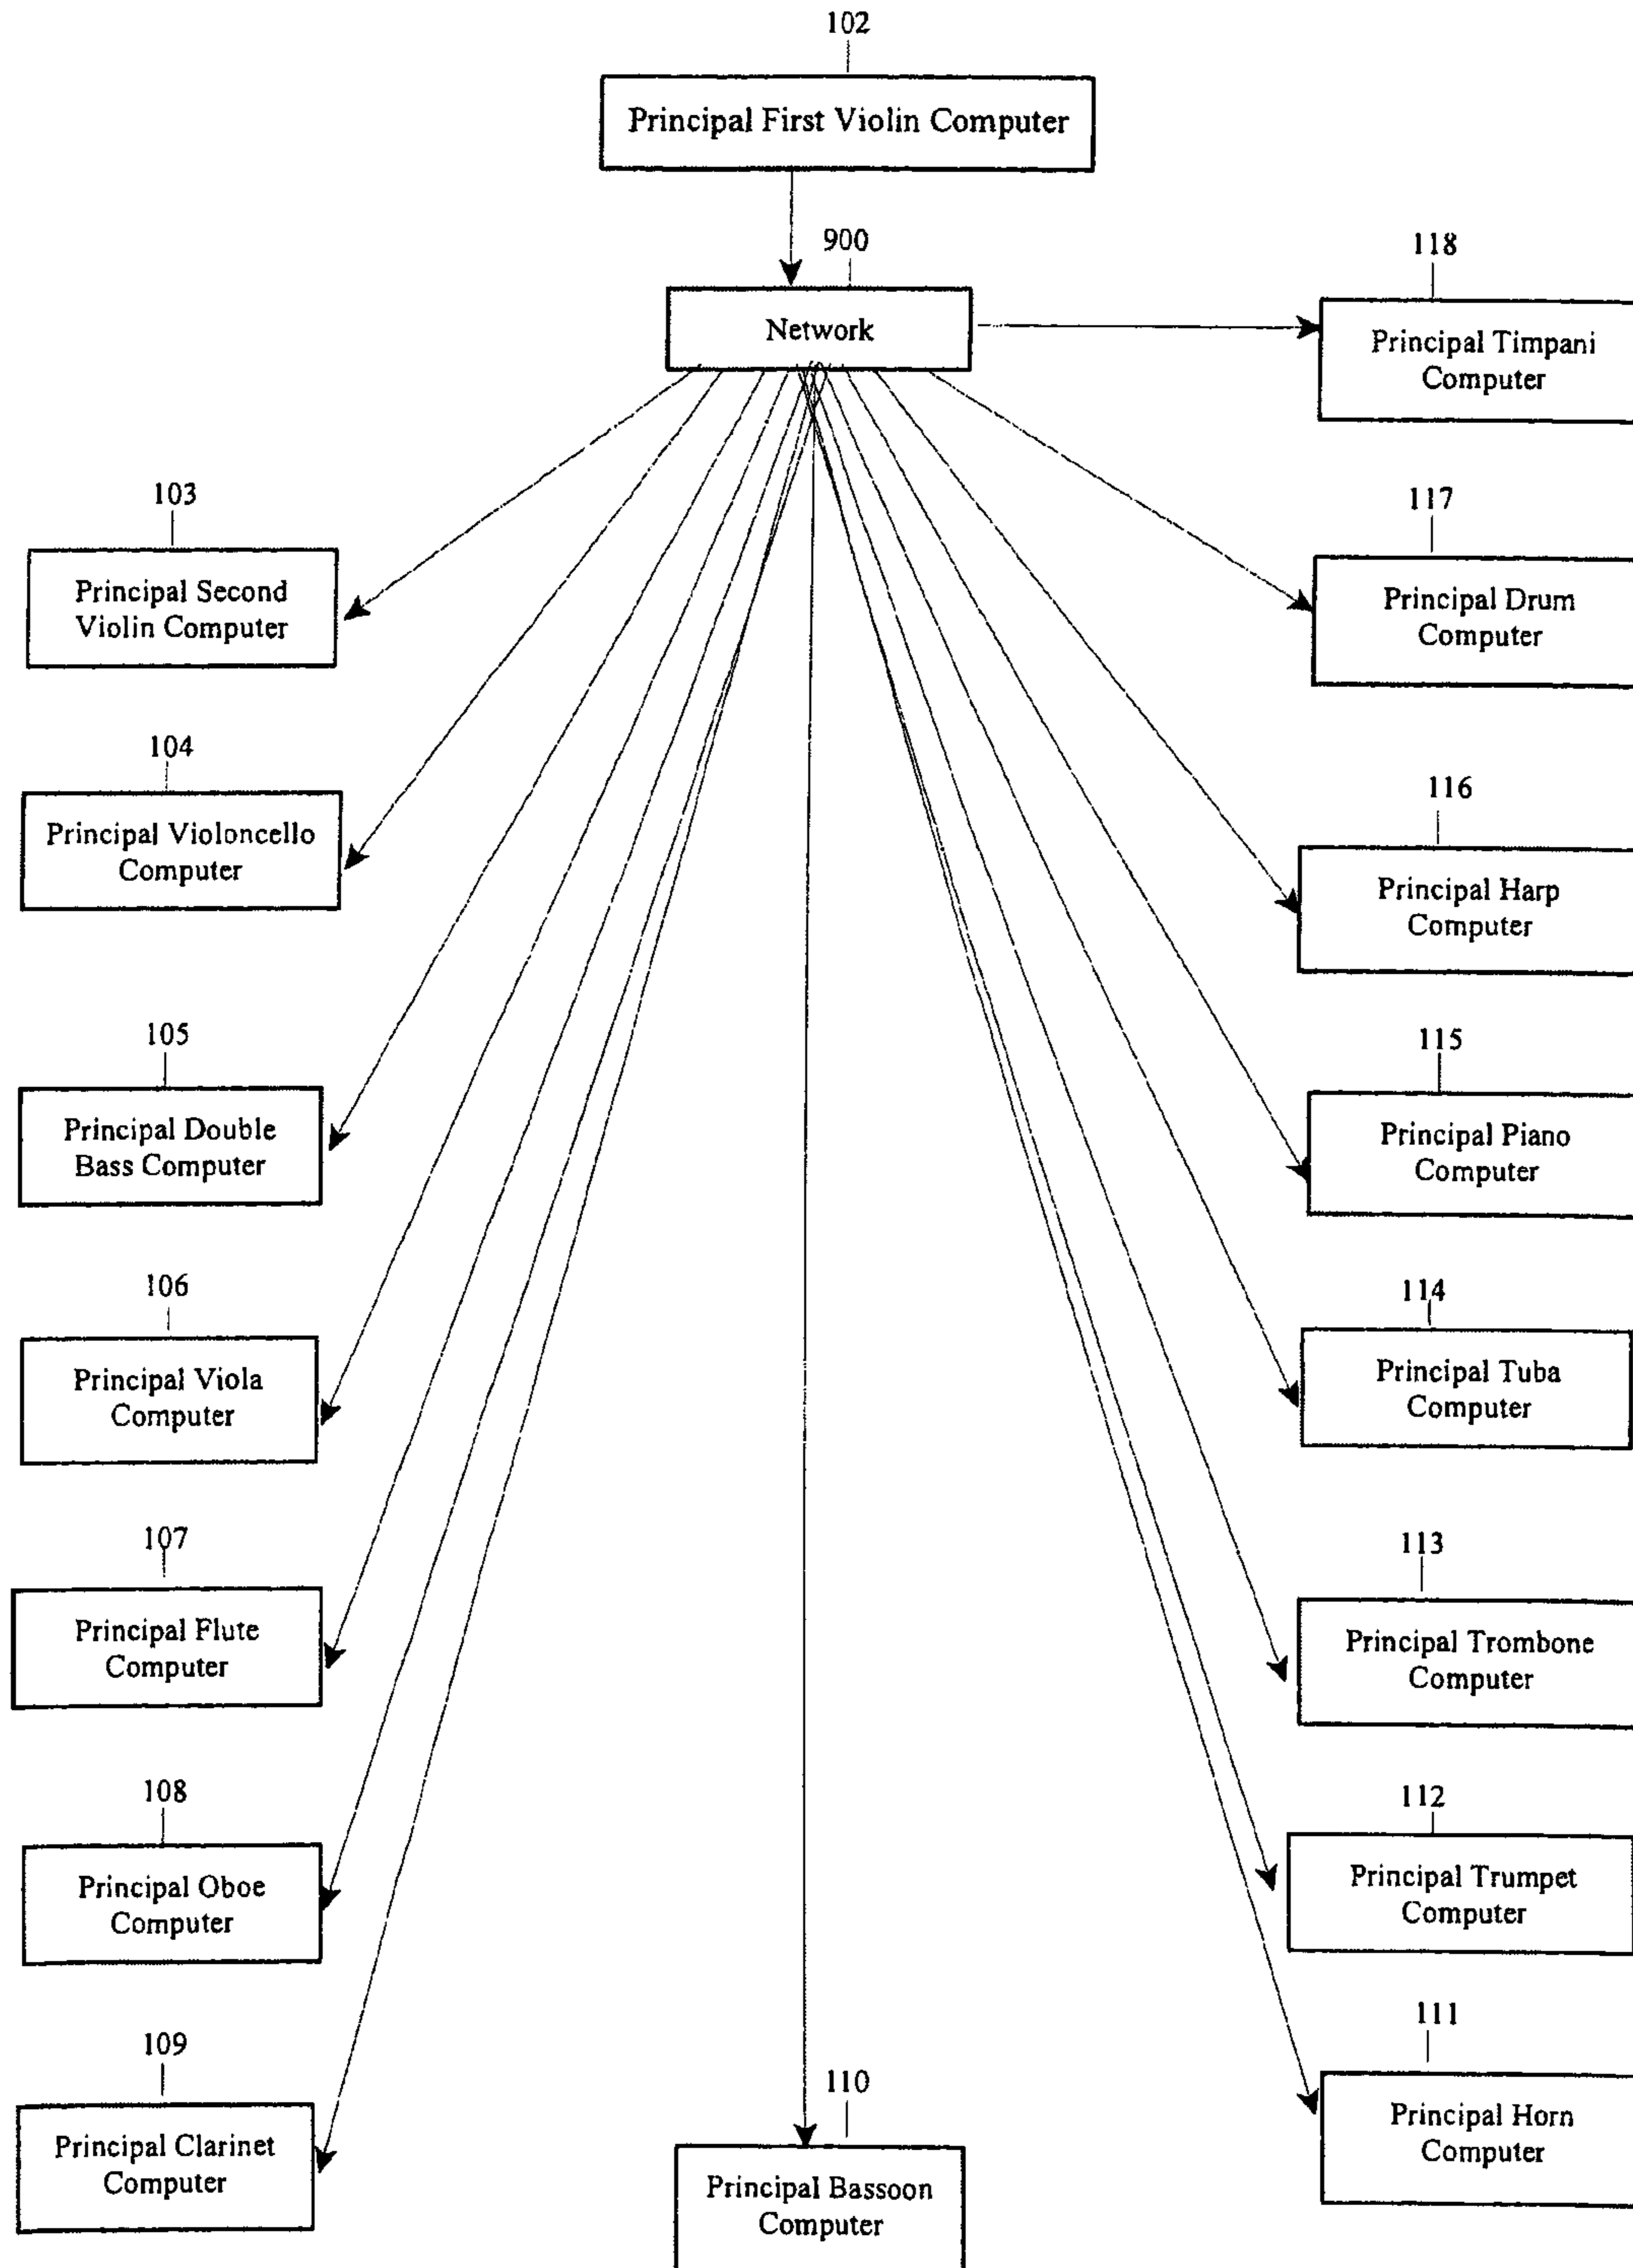 102
Principal First Violin Computer
900
Network
118
Principal Timpani
Computer
103
Principal Second
Violin Computer
117
Principal Drum
Computer
104
Principal Violoncello
Computer
116
Principal Harp
Computer
105
Principal Double
Bass Computer
115
Principal Piano
Computer
106
Principal Viola
Computer
114
Principal Tuba
Computer
107
Principal Flute
Computer
113
Principal Trombone
Computer
108
Principal Oboe
Computer
112
Principal Trumpet
Computer
109
Principal Clarinet
Computer
110
Principal Bassoon
Computer
111
Principal Horn
Computer